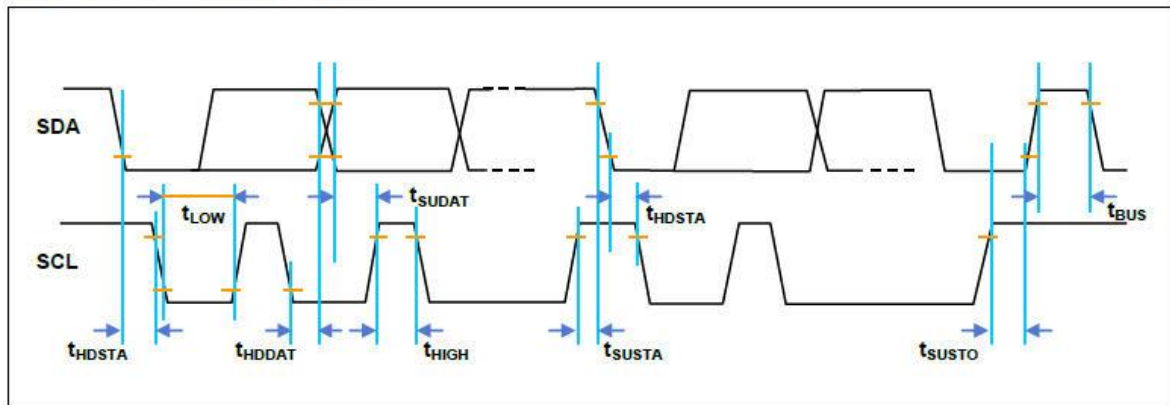 SDA
tSUDAT
tLOW
tHDSTA
tBUS
SCL
tHDSTA
tHDDAT
tHIGH
tSUSTA
tSUSTO